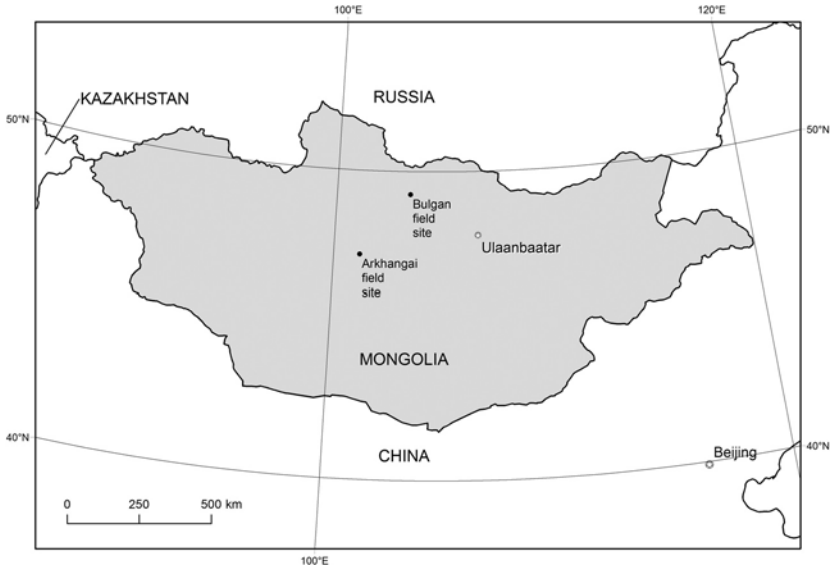 100°E
120°E
KAZAKHSTAN
RUSSIA
50°N
50°N
Bulgan
field
site
Ulaanbaatar
Arkhangai
field
site
MONGOLIA
40°N
40°N
CHINA
Beijing
0 250 500 km
100°E